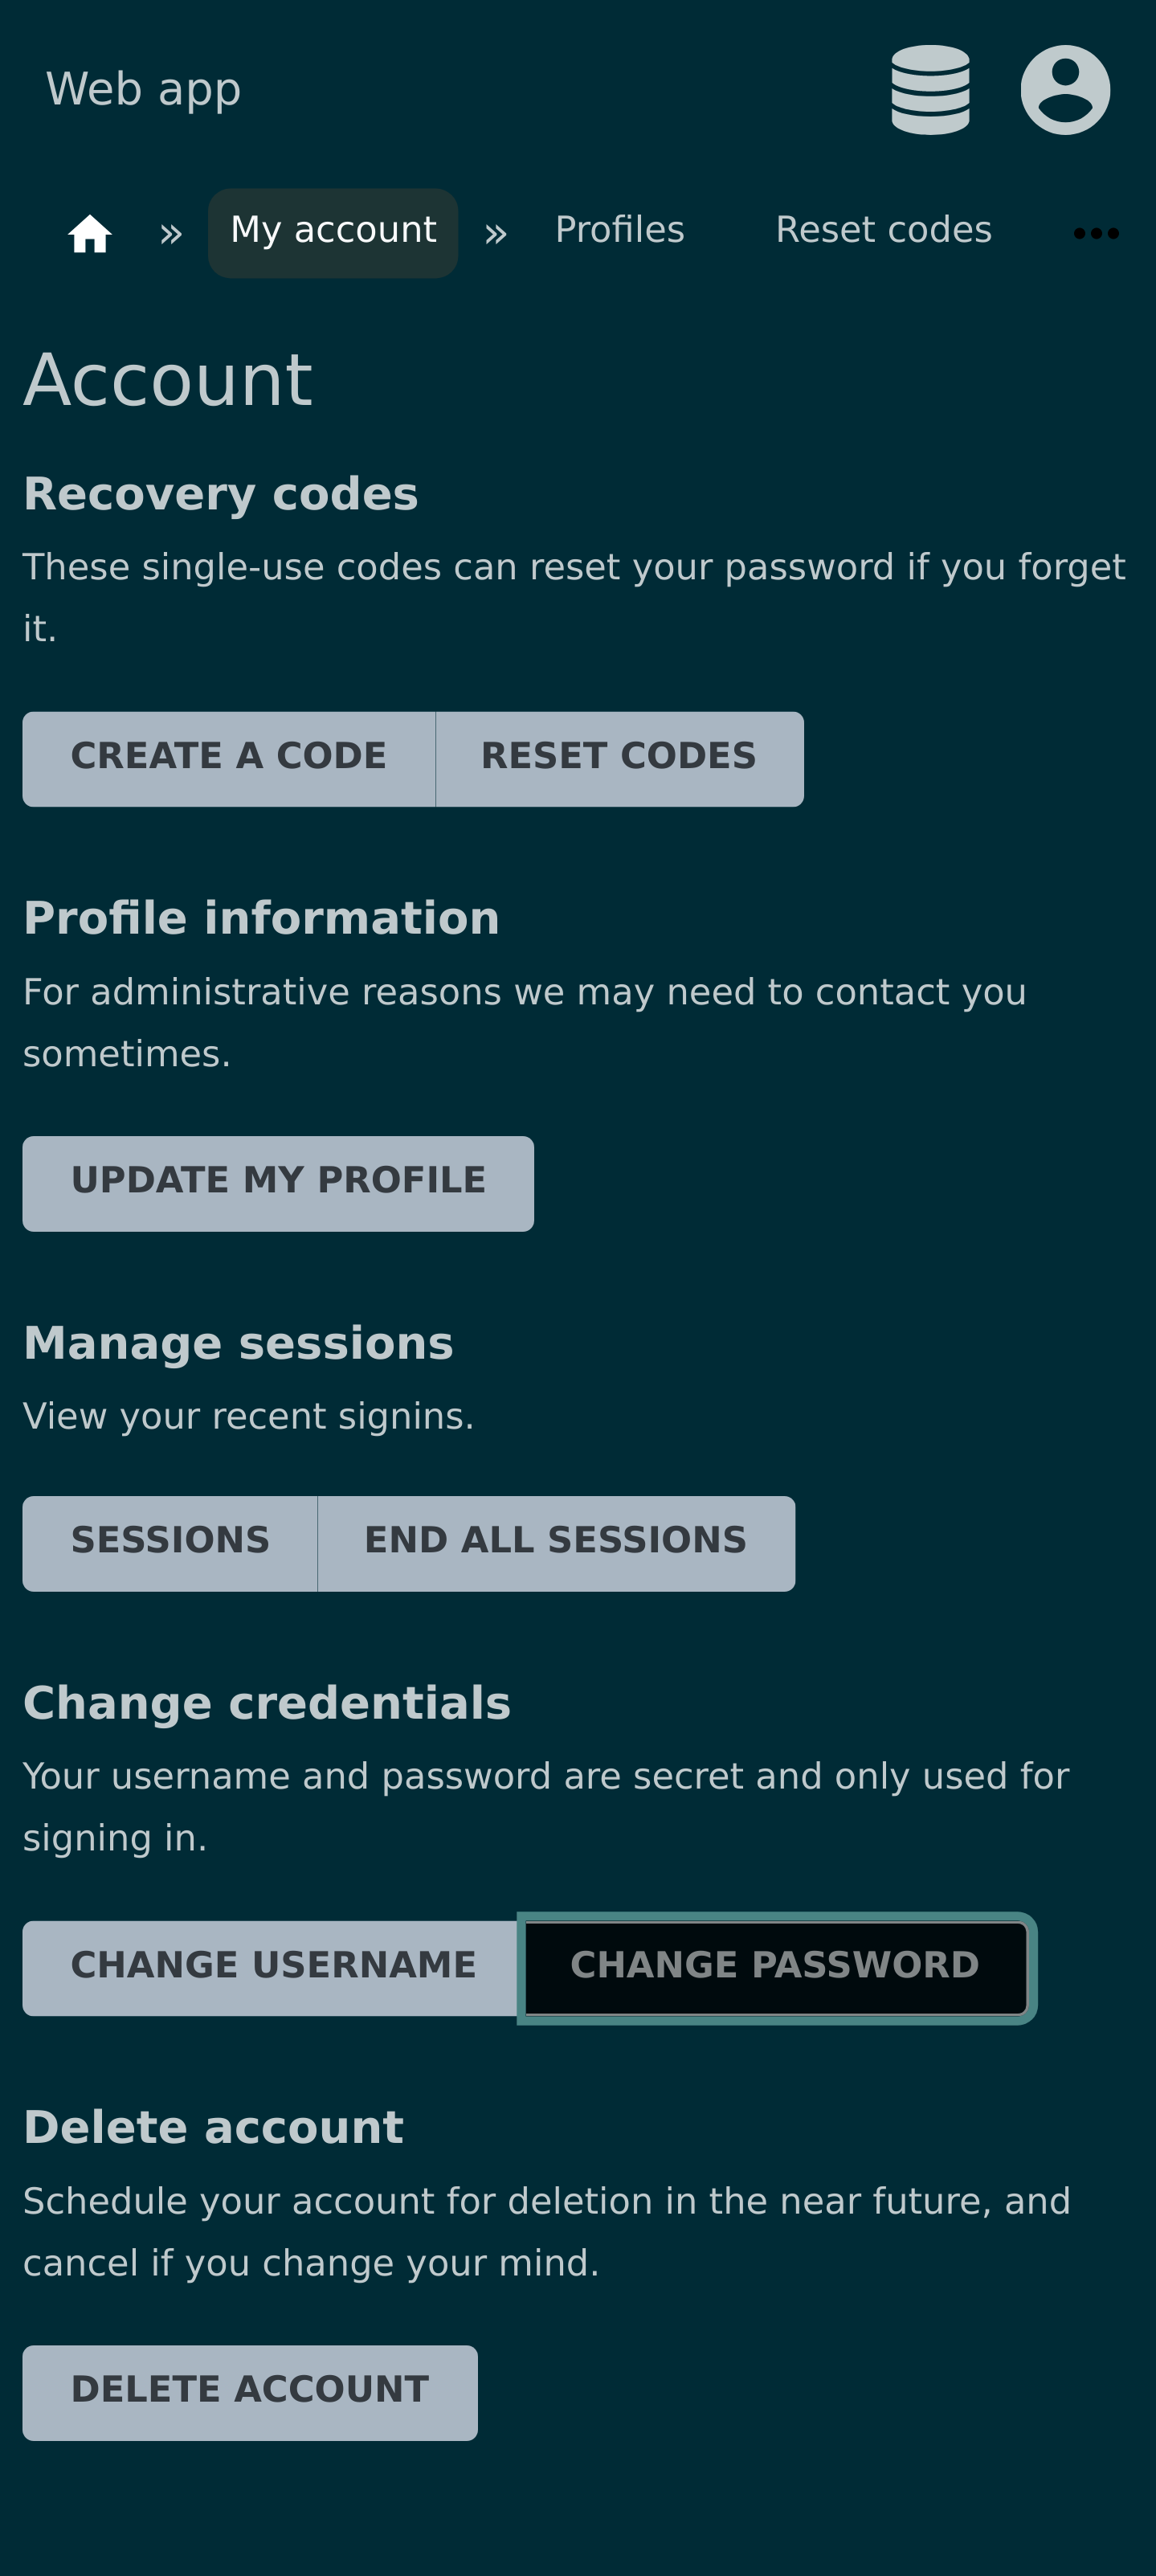 Web app
» My account » Profiles Reset codes •••
Account
Recovery codes
These single-use codes can reset your password if you forget
it.
CREATE A CODE RESET CODES
Profile information
For administrative reasons we may need to contact you
sometimes.
UPDATE MY PROFILE
Manage sessions
View your recent signins.
SESSIONS END ALL SESSIONS
Change credentials
Your username and password are secret and only used for
signing in.
CHANGE USERNAME CHANGE PASSWORD
Delete account
Schedule your account for deletion in the near future, and
cancel if you change your mind.
DELETE ACCOUNT